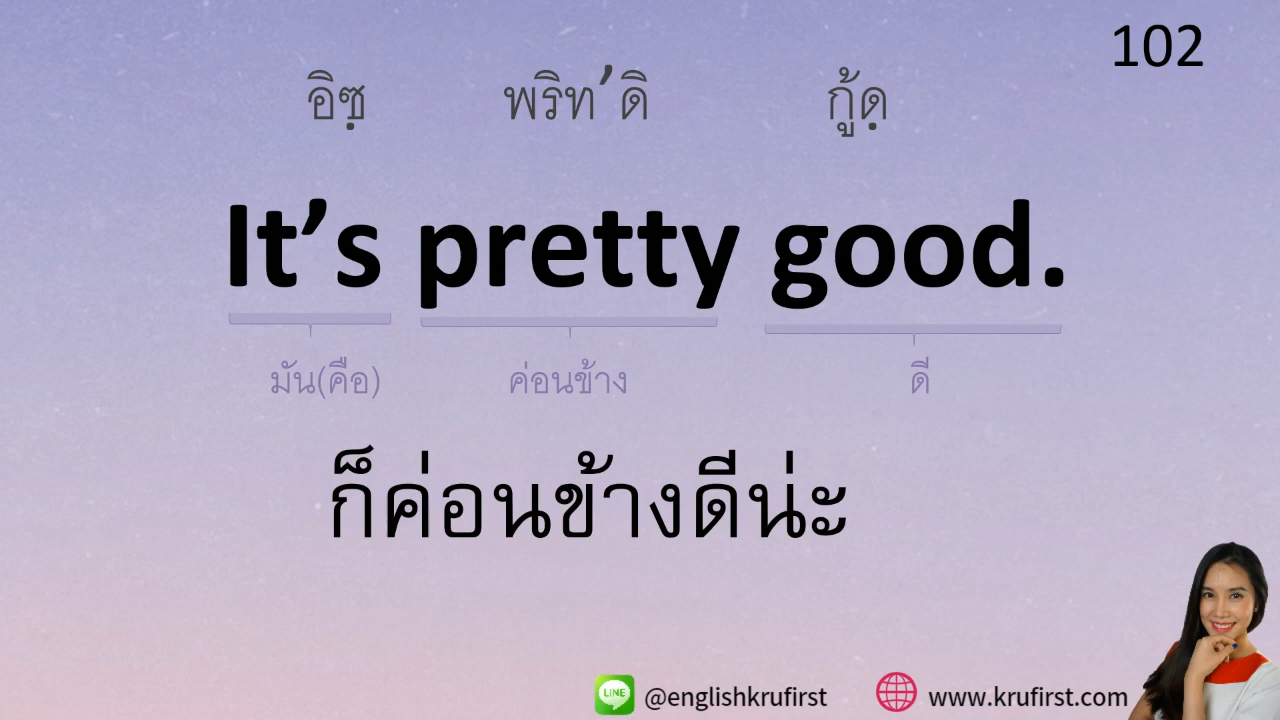 102
อิซฺ พริท´ดิ กู้ดฺ
It's pretty good.
มัน(คือ) ค่อนข้าง ดี
ก็ค่อนข้างดีน่ะ
LINE @englishkrufirst www.krufirst.com